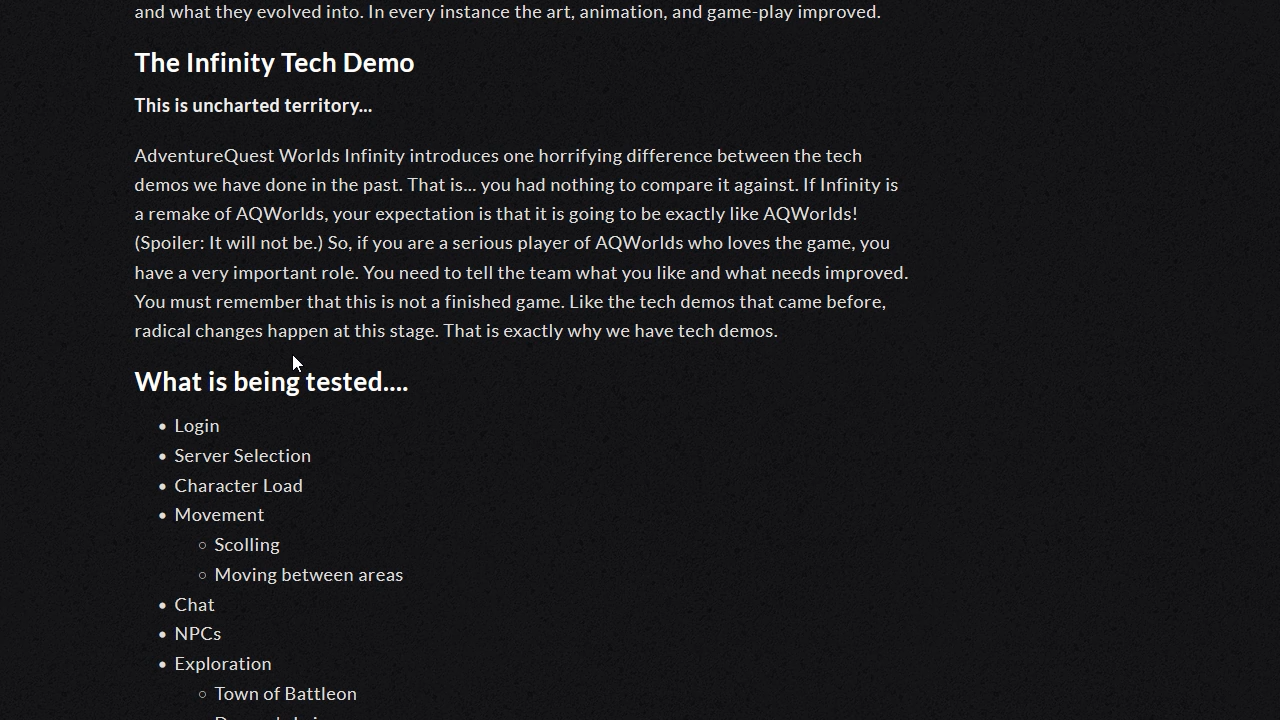 and what they evolved into. In every instance the art, animation, and game-play improved.
The Infinity Tech Demo
This is uncharted territory...
AdventureQuest Worlds Infinity introduces one horrifying difference between the tech
demos we have done in the past. That is... you had nothing to compare it against. If Infinity is
a remake of AQWorlds, your expectation is that it is going to be exactly like AQWorlds!
(Spoiler: It will not be.) So, if you are a serious player of AQWorlds who loves the game, you
have a very important role. You need to tell the team what you like and what needs improved.
You must remember that this is not a finished game. Like the tech demos that came before,
radical changes happen at this stage. That is exactly why we have tech demos.
What is being tested....
• Login
• Server Selection
• Character Load
• Movement
○ Scolling
○ Moving between areas
• Chat
• NPCs
• Exploration
○ Town of Battleon